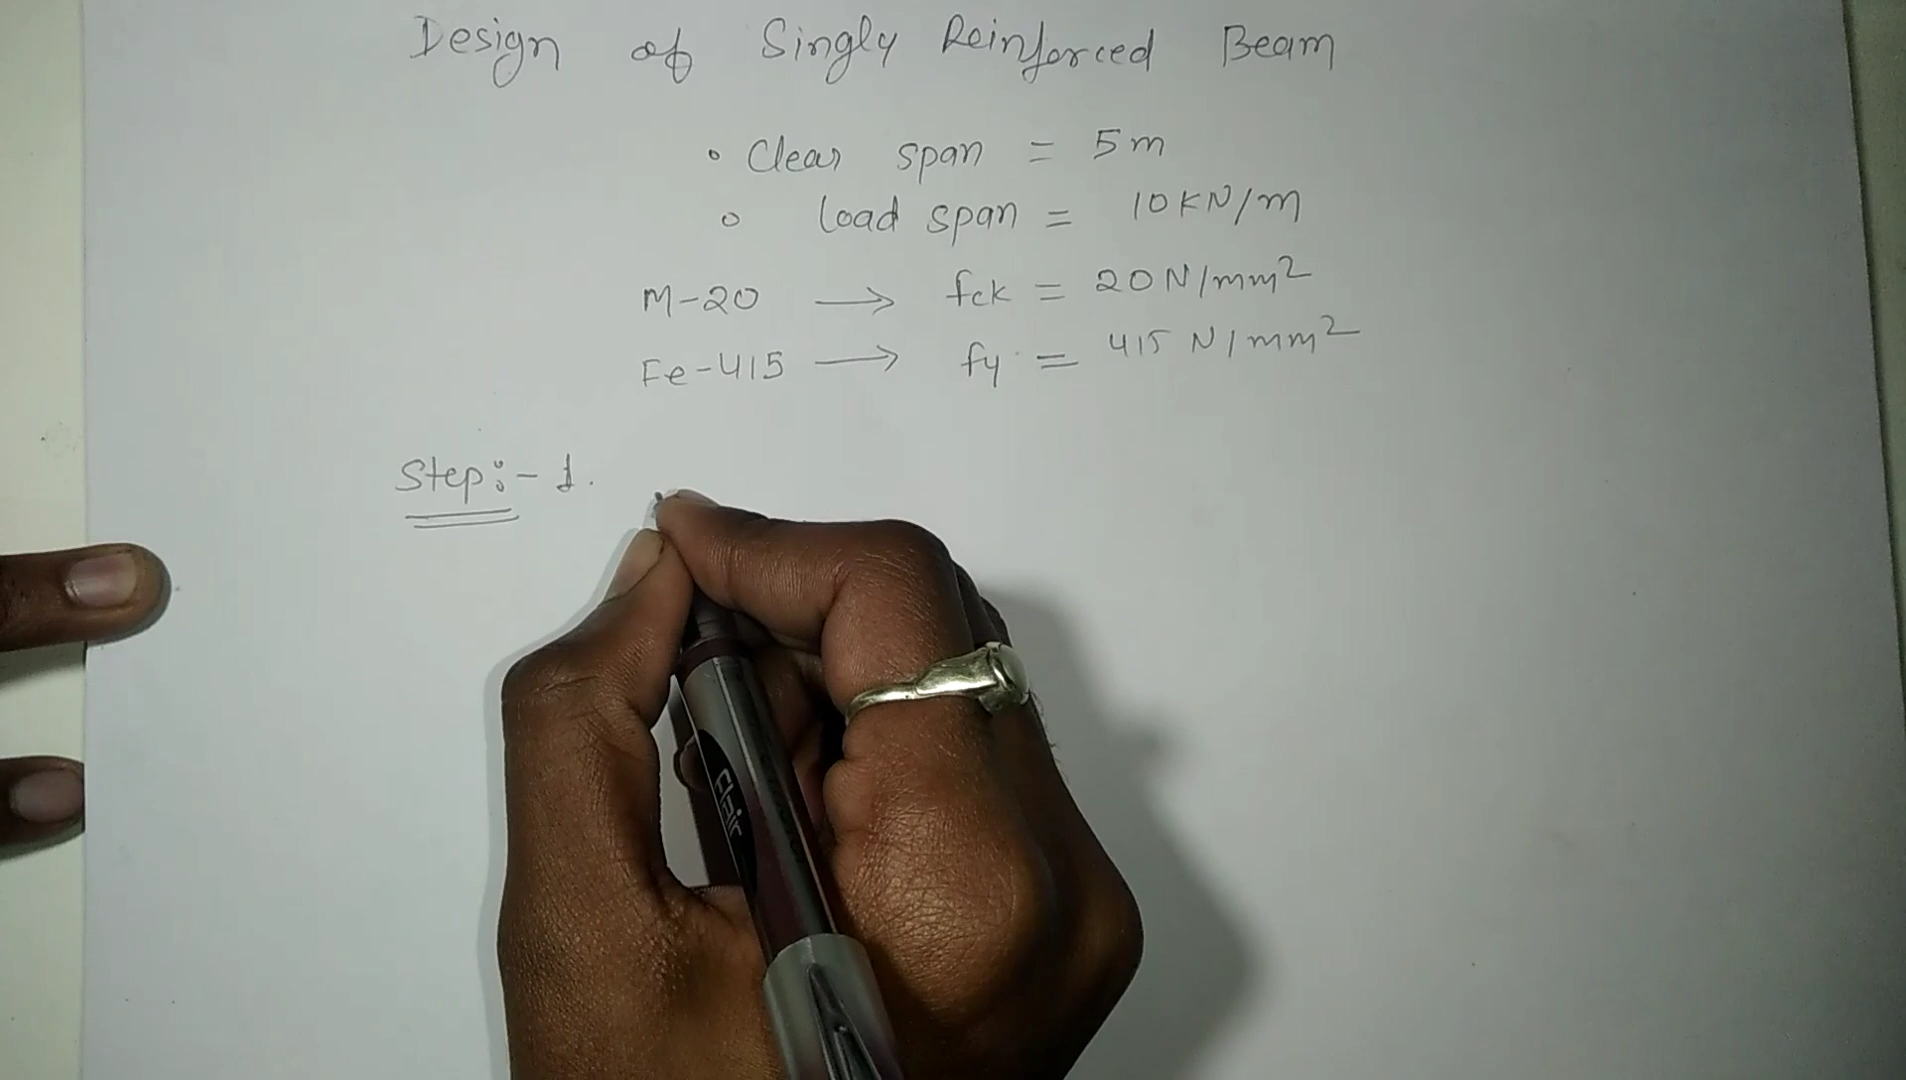 Design of Singly Reinforced Beam
• Clear span = 5m
• Load span = 10KN/m
M-20 → fck = 20N/mm²
Fe-415 → fy = 415 N/mm²
Step:- 1.
Flair